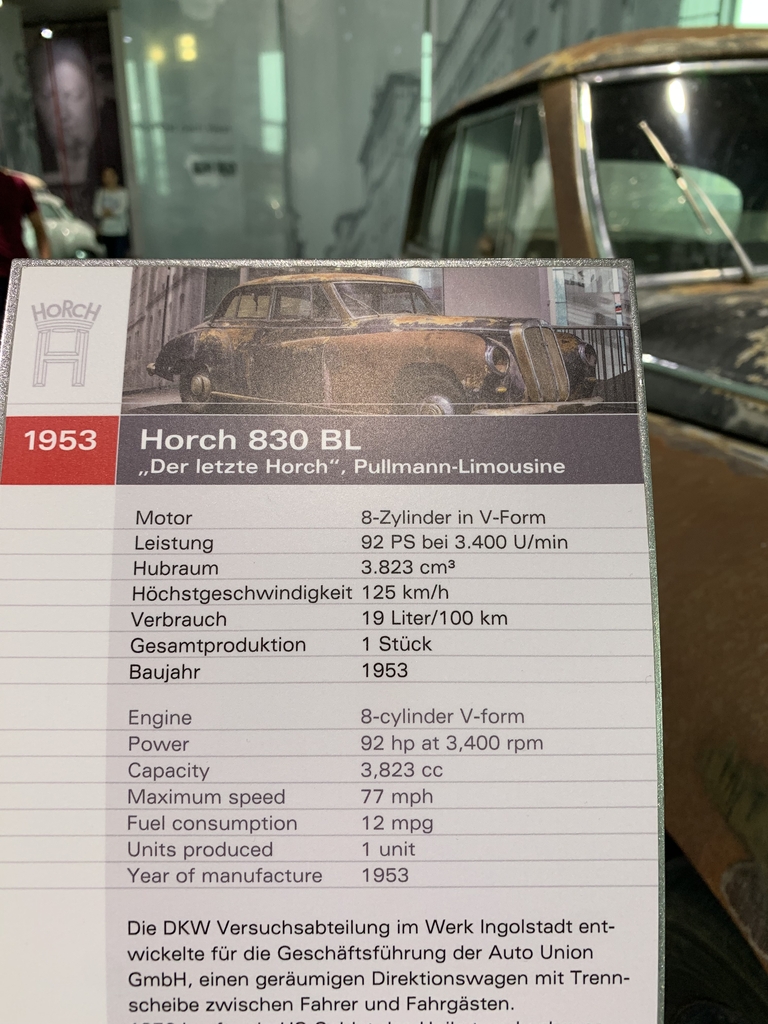 HORCH
1953
Horch 830 BL
„Der letzte Horch“, Pullmann-Limousine
Motor 8-Zylinder in V-Form
Leistung 92 PS bei 3.400 U/min
Hubraum 3.823 cm³
Höchstgeschwindigkeit 125 km/h
Verbrauch 19 Liter/100 km
Gesamtproduktion 1 Stück
Baujahr 1953
Engine 8-cylinder V-form
Power 92 hp at 3,400 rpm
Capacity 3,823 cc
Maximum speed 77 mph
Fuel consumption 12 mpg
Units produced 1 unit
Year of manufacture 1953
Die DKW Versuchsabteilung im Werk Ingolstadt ent-
wickelte für die Geschäftsführung der Auto Union
GmbH, einen geräumigen Direktionswagen mit Trenn-
scheibe zwischen Fahrer und Fahrgästen.